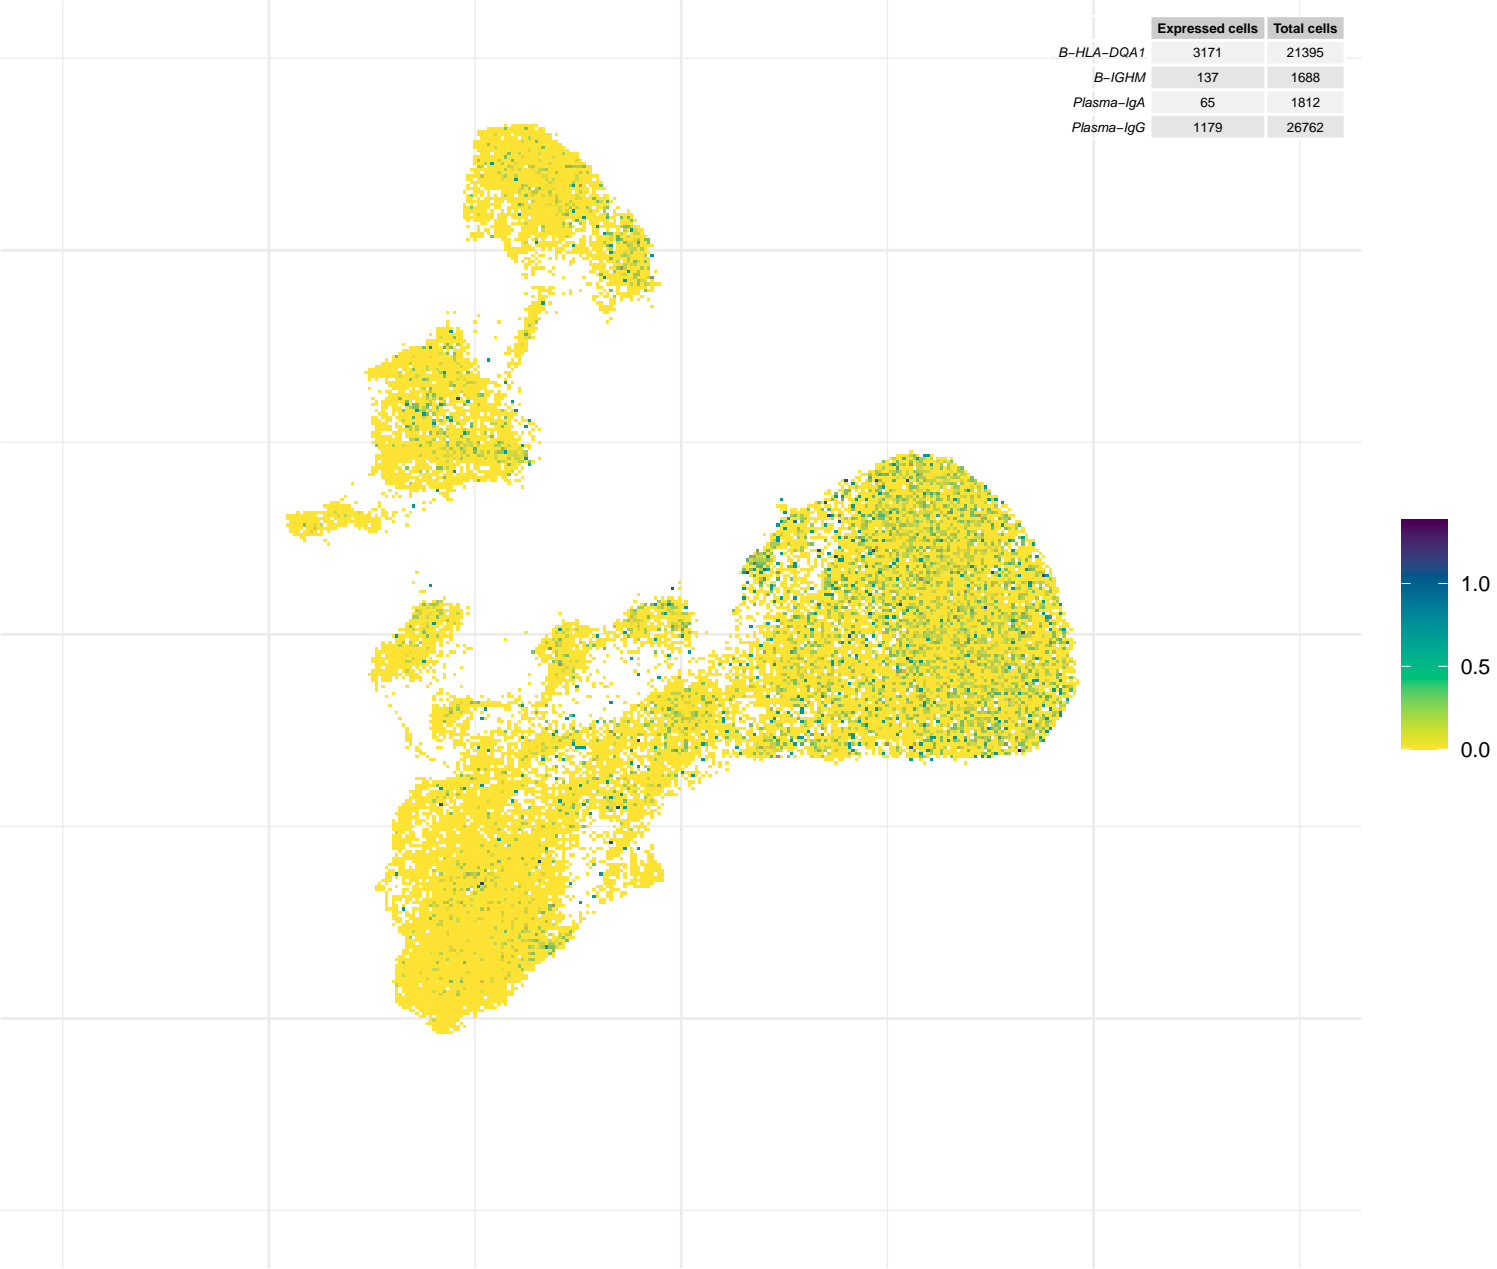 Expressed cells Total cells
B−HLA−DQA1 3171 21395
B−IGHM 137 1688
Plasma−IgA 65 1812
Plasma−IgG 1179 26762
1.0
0.5
0.0